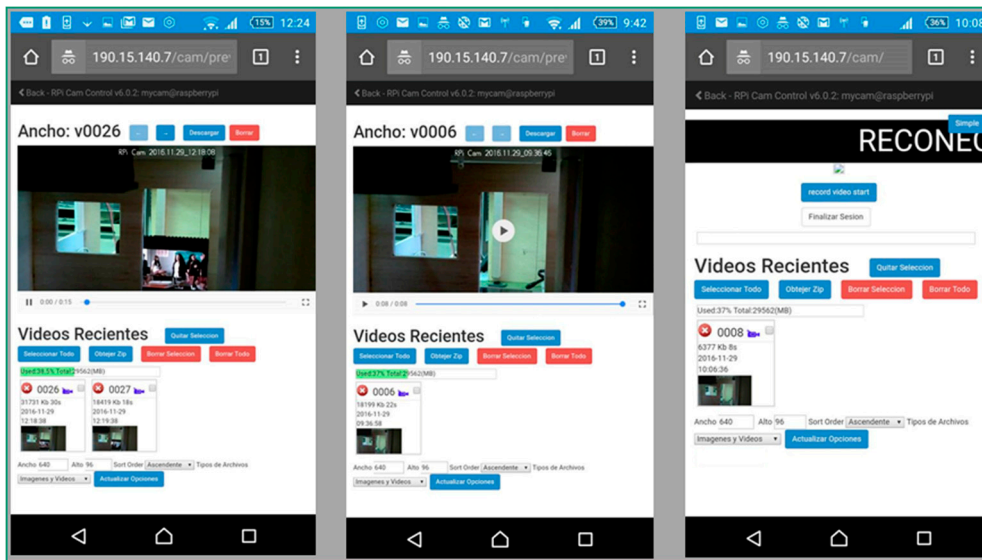 15% 12:24
190.15.140.7/cam/pre 1
Back - RPi Cam Control v6.0.2: mycam@raspberrypi
Ancho: v0026 Descargar Borrar
RPi Cam 2016.11.29_12:18:08
0:00 / 0:15
Videos Recientes Quitar Seleccion
Seleccionar Todo Obtejer Zip Borrar Seleccion Borrar Todo
Used:38.5% Total:29562(MB)
0026 0027
31731 Kb 30s 18419 Kb 18s
2016-11-29 2016-11-29
12:18:38 12:19:38
Ancho 640 Alto 96 Sort Order Ascendente Tipos de Archivos
Imagenes y Videos Actualizar Opciones
39% 9:42
190.15.140.7/cam/pre 1
Back - RPi Cam Control v6.0.2: mycam@raspberrypi
Ancho: v0006 Descargar Borrar
RPi Cam 2016.11.29_09:36:45
0:08 / 0:08
Videos Recientes Quitar Seleccion
Seleccionar Todo Obtejer Zip Borrar Seleccion Borrar Todo
Used:37% Total:29562(MB)
0006
18199 Kb 22s
2016-11-29
09:36:58
Ancho 640 Alto 96 Sort Order Ascendente Tipos de Archivos
Imagenes y Videos Actualizar Opciones
36% 10:08
190.15.140.7/cam/ 1
Back - RPi Cam Control v6.0.2: mycam@raspberrypi
Simple
RECONEC
record video start
Finalizar Sesion
Videos Recientes Quitar Seleccion
Seleccionar Todo Obtejer Zip Borrar Seleccion Borrar Todo
Used:37% Total:29562(MB)
0008
6377 Kb 8s
2016-11-29
10:06:36
Ancho 640 Alto 96 Sort Order Ascendente Tipos de Archivos
Imagenes y Videos Actualizar Opciones